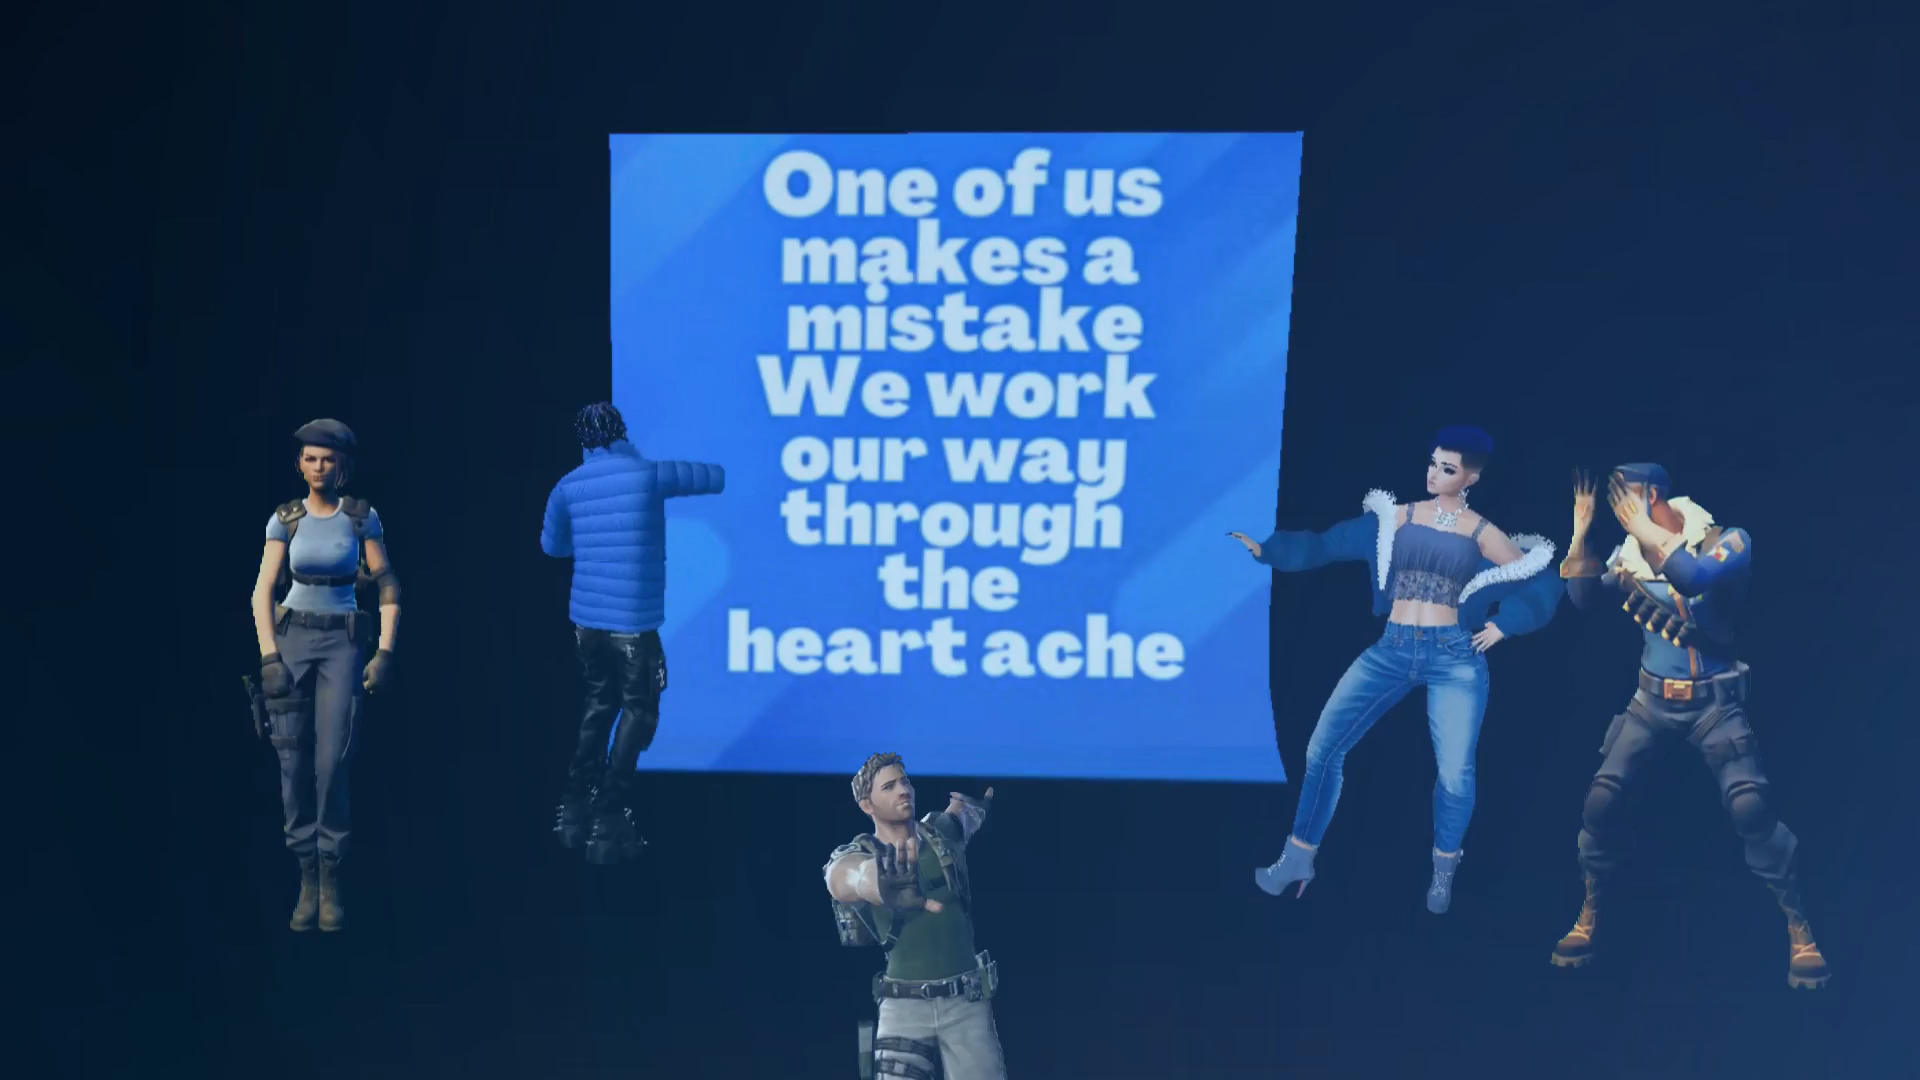 One of us
makes a
mistake
We work
our way
through
the
heart ache